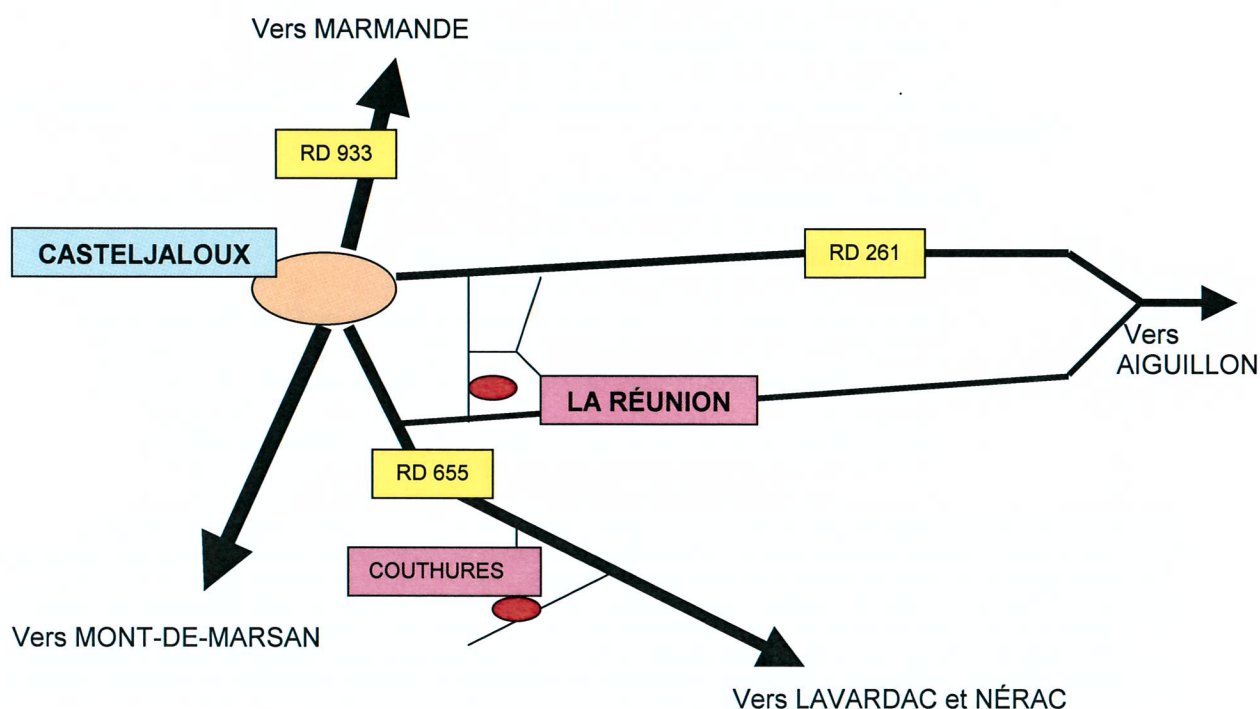 Vers MARMANDE
RD 933
CASTELJALOUX
RD 261
Vers
AIGUILLON
LA RÉUNION
RD 655
COUTHURES
Vers MONT-DE-MARSAN
Vers LAVARDAC et NÉRAC